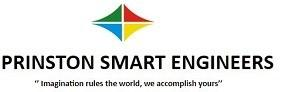 PRINSTON SMART ENGINEERS
“ Imagination rules the world, we accomplish yours”